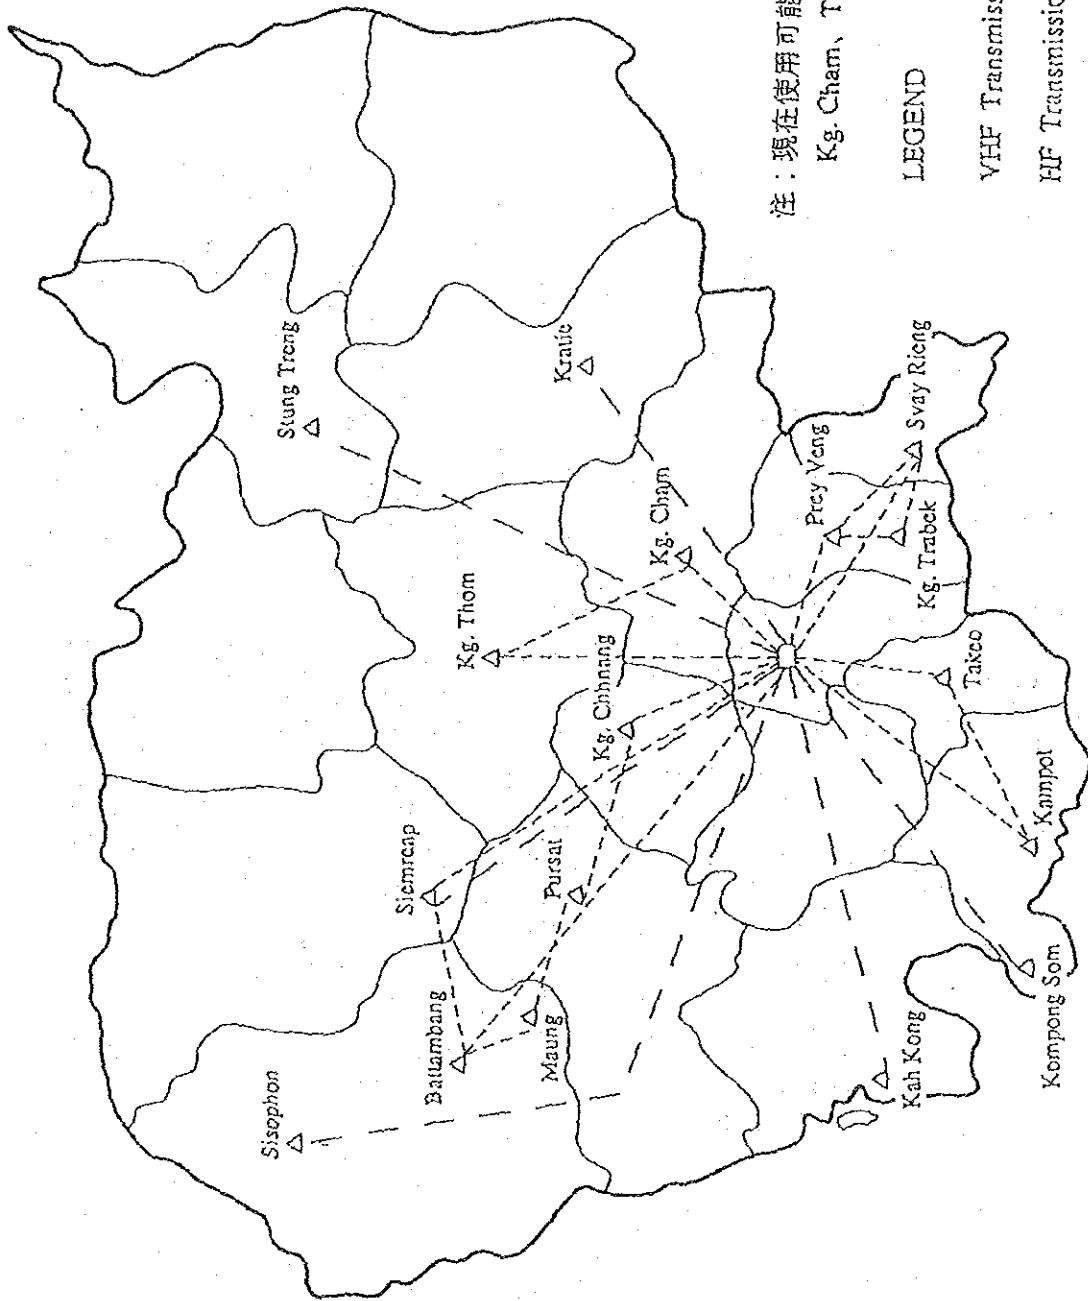 Stung Treng
Kratie
Siemreap
Kg. Thom
Sisophon
Battambang
Pursat
Kg. Chhnang
Kg. Cham
Maung
Prey Veng
Svay Rieng
Kg. Trabek
Takeo
Kah Kong
Kampot
Kompong Som
注：現在使用可能
Kg. Cham、T
LEGEND
VHF Transmiss
HF Transmissio